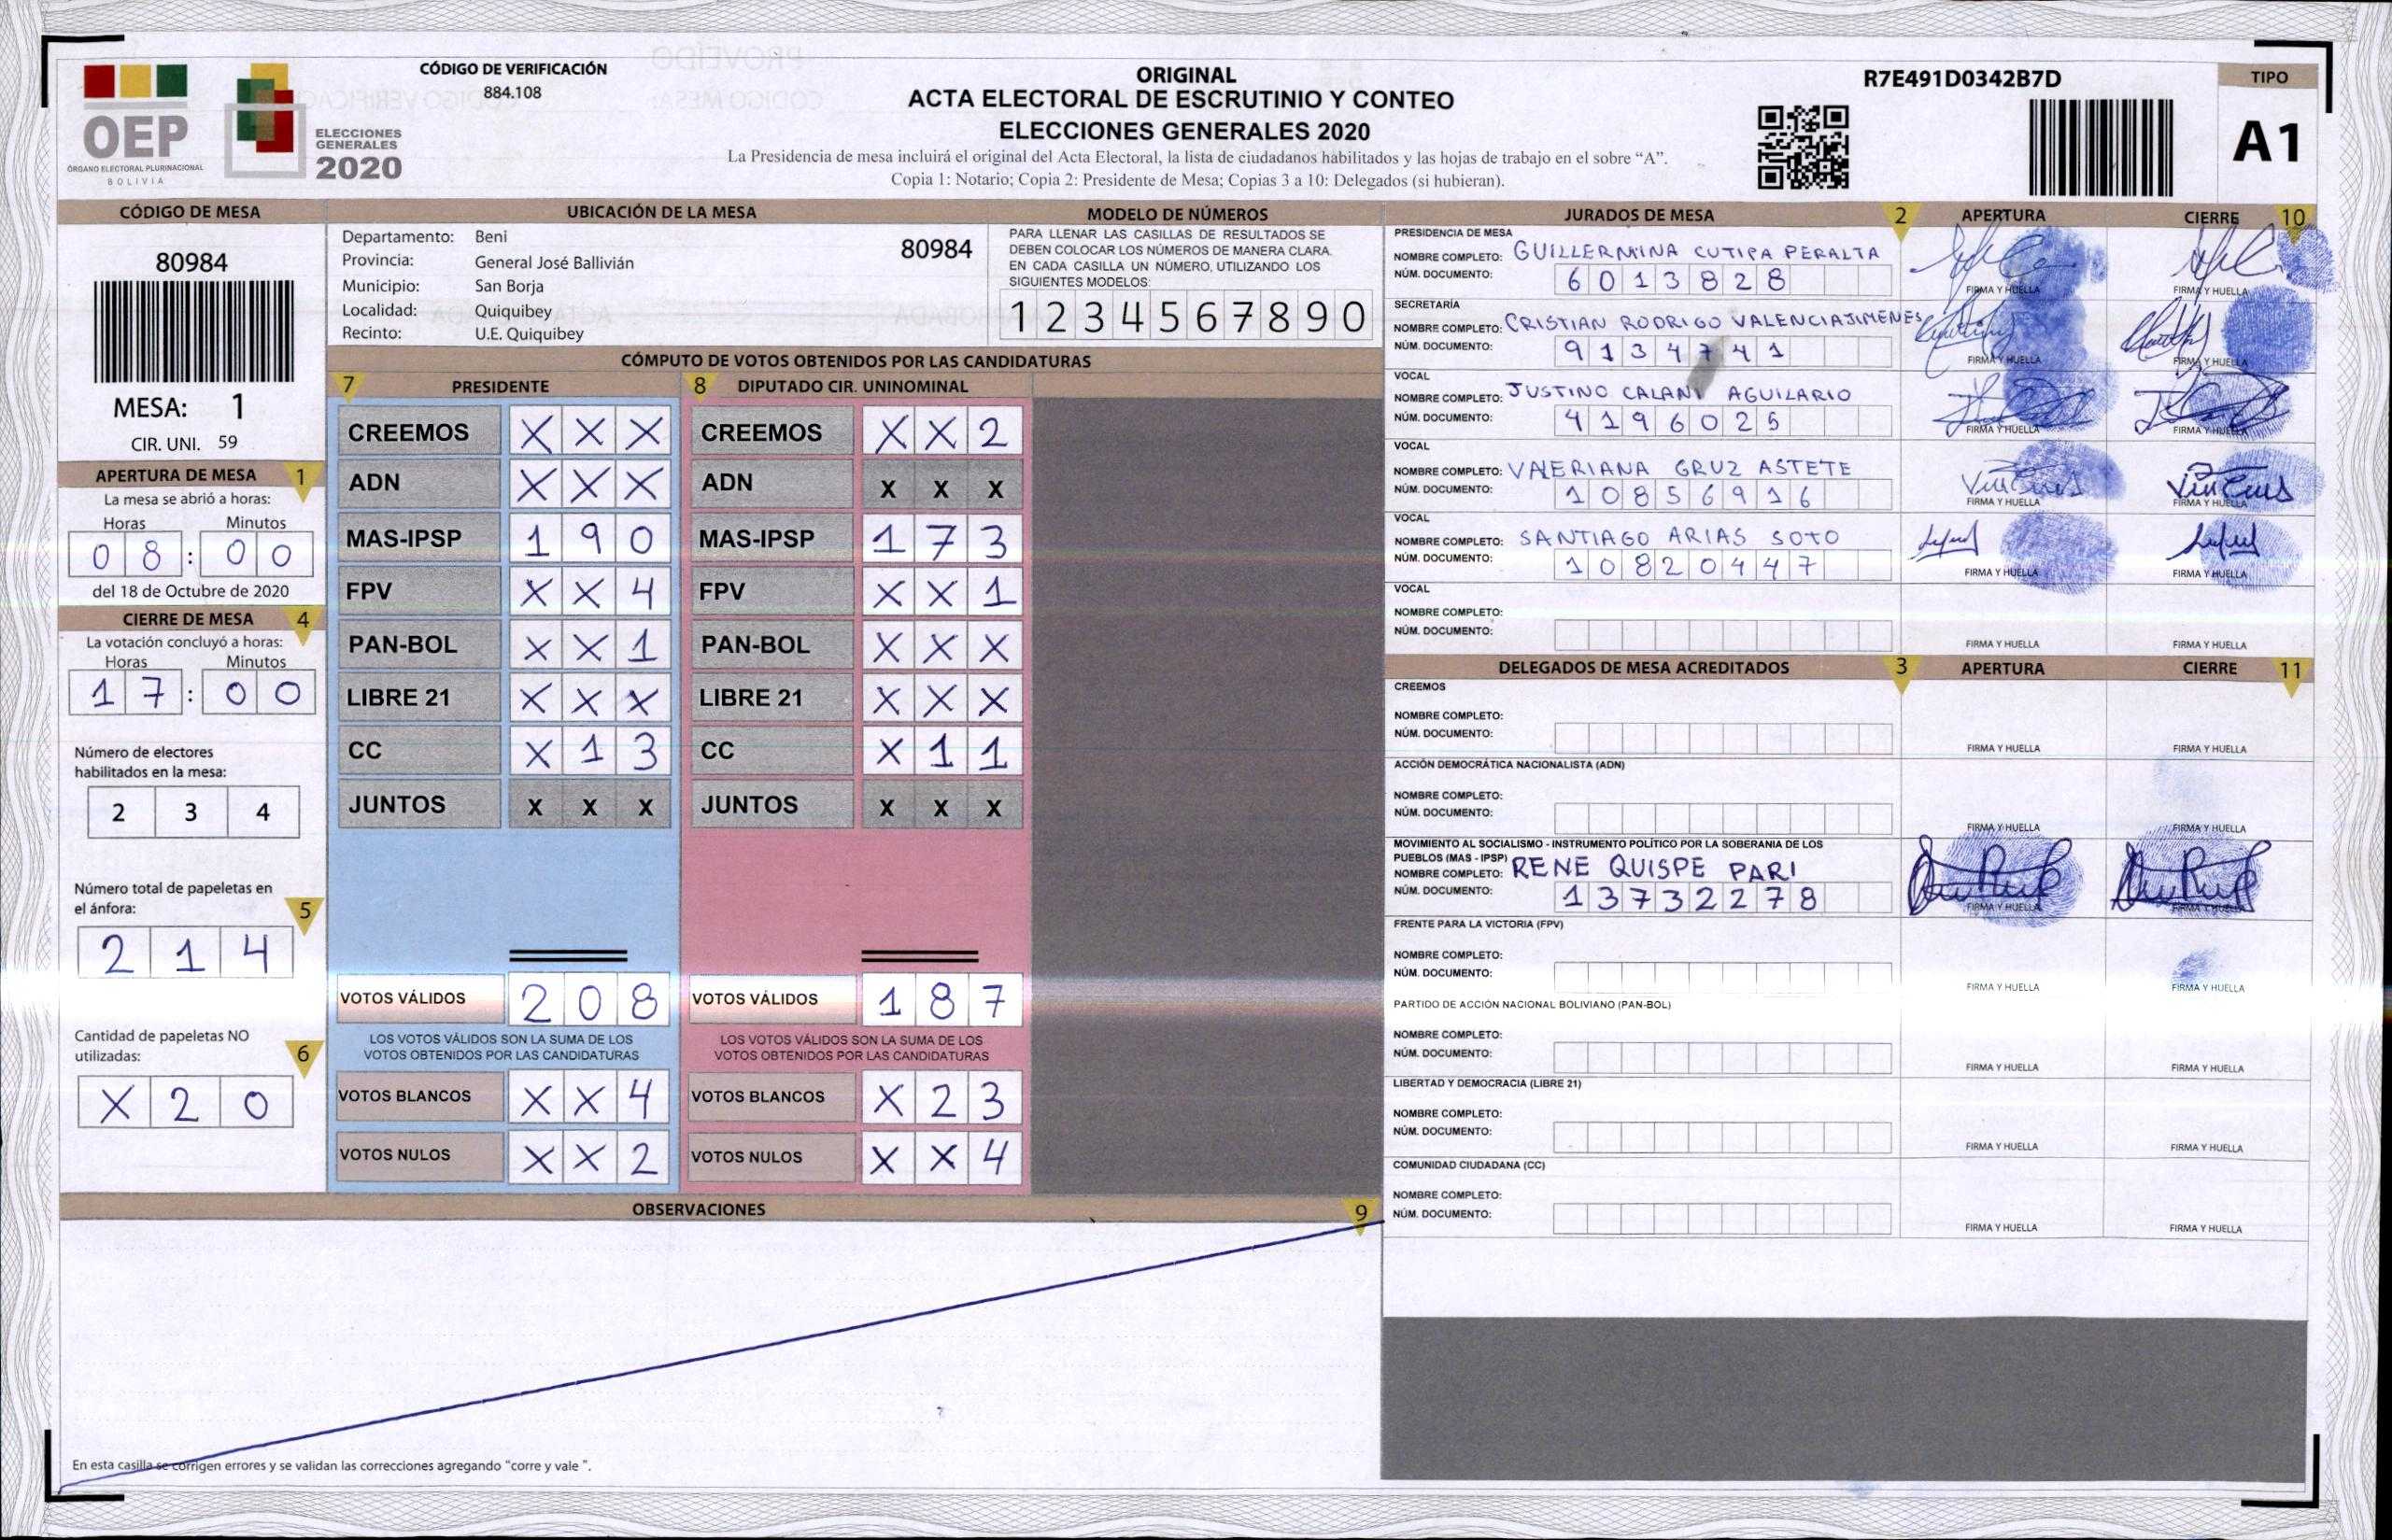 CÓDIGO DE VERIFICACIÓN
884.108
OEP
ÓRGANO ELECTORAL PLURINACIONAL
BOLIVIA
ELECCIONES
GENERALES
2020
ORIGINAL
ACTA ELECTORAL DE ESCRUTINIO Y CONTEO
ELECCIONES GENERALES 2020
La Presidencia de mesa incluirá el original del Acta Electoral, la lista de ciudadanos habilitados y las hojas de trabajo en el sobre “A”.
Copia 1: Notario; Copia 2: Presidente de Mesa; Copias 3 a 10: Delegados (si hubieran).
R7E491D0342B7D
TIPO
A1
CÓDIGO DE MESA
80984
MESA: 1
CIR. UNI. 59
APERTURA DE MESA 1
La mesa se abrió a horas:
Horas Minutos
0 8 : 0 0
del 18 de Octubre de 2020
CIERRE DE MESA 4
La votación concluyó a horas:
Horas Minutos
1 7 : 0 0
Número de electores
habilitados en la mesa:
2 3 4
Número total de papeletas en
el ánfora: 5
2 1 4
Cantidad de papeletas NO
utilizadas: 6
X 2 0
UBICACIÓN DE LA MESA
Departamento: Beni
Provincia: General José Ballivián
Municipio: San Borja
Localidad: Quiquibey
Recinto: U.E. Quiquibey
80984
MODELO DE NÚMEROS
PARA LLENAR LAS CASILLAS DE RESULTADOS SE
DEBEN COLOCAR LOS NÚMEROS DE MANERA CLARA.
EN CADA CASILLA UN NÚMERO, UTILIZANDO LOS
SIGUIENTES MODELOS:
1 2 3 4 5 6 7 8 9 0
CÓMPUTO DE VOTOS OBTENIDOS POR LAS CANDIDATURAS
7 PRESIDENTE
CREEMOS X X X
ADN X X X
MAS-IPSP 1 9 0
FPV X X 4
PAN-BOL X X 1
LIBRE 21 X X X
CC X 1 3
JUNTOS X X X
VOTOS VÁLIDOS 2 0 8
LOS VOTOS VÁLIDOS SON LA SUMA DE LOS
VOTOS OBTENIDOS POR LAS CANDIDATURAS
VOTOS BLANCOS X X 4
VOTOS NULOS X X 2
8 DIPUTADO CIR. UNINOMINAL
CREEMOS X X 2
ADN X X X
MAS-IPSP 1 7 3
FPV X X 1
PAN-BOL X X X
LIBRE 21 X X X
CC X 1 1
JUNTOS X X X
VOTOS VÁLIDOS 1 8 7
LOS VOTOS VÁLIDOS SON LA SUMA DE LOS
VOTOS OBTENIDOS POR LAS CANDIDATURAS
VOTOS BLANCOS X 2 3
VOTOS NULOS X X 4
OBSERVACIONES 9
En esta casilla se corrigen errores y se validan las correcciones agregando “corre y vale ”.
JURADOS DE MESA 2 APERTURA CIERRE 10
PRESIDENCIA DE MESA
NOMBRE COMPLETO: GUILLERMINA CUTIPA PERALTA
NÚM. DOCUMENTO: 6 0 1 3 8 2 8
FIRMA Y HUELLA FIRMA Y HUELLA
SECRETARÍA
NOMBRE COMPLETO: CRISTIAN RODRIGO VALENCIA JIMENES
NÚM. DOCUMENTO: 9 1 3 4 7 4 1
FIRMA Y HUELLA FIRMA Y HUELLA
VOCAL
NOMBRE COMPLETO: JUSTINO CALANI AGUILARIO
NÚM. DOCUMENTO: 4 1 9 6 0 2 5
FIRMA Y HUELLA FIRMA Y HUELLA
VOCAL
NOMBRE COMPLETO: VALERIANA GRUZ ASTETE
NÚM. DOCUMENTO: 1 0 8 5 6 9 1 6
FIRMA Y HUELLA FIRMA Y HUELLA
VOCAL
NOMBRE COMPLETO: SANTIAGO ARIAS SOTO
NÚM. DOCUMENTO: 1 0 8 2 0 4 4 7
FIRMA Y HUELLA FIRMA Y HUELLA
VOCAL
NOMBRE COMPLETO:
NÚM. DOCUMENTO:
FIRMA Y HUELLA FIRMA Y HUELLA
DELEGADOS DE MESA ACREDITADOS 3 APERTURA CIERRE 11
CREEMOS
NOMBRE COMPLETO:
NÚM. DOCUMENTO:
FIRMA Y HUELLA FIRMA Y HUELLA
ACCIÓN DEMOCRÁTICA NACIONALISTA (ADN)
NOMBRE COMPLETO:
NÚM. DOCUMENTO:
FIRMA Y HUELLA FIRMA Y HUELLA
MOVIMIENTO AL SOCIALISMO - INSTRUMENTO POLÍTICO POR LA SOBERANIA DE LOS
PUEBLOS (MAS - IPSP)
NOMBRE COMPLETO: RENE QUISPE PARI
NÚM. DOCUMENTO: 1 3 7 3 2 2 7 8
FIRMA Y HUELLA FIRMA Y HUELLA
FRENTE PARA LA VICTORIA (FPV)
NOMBRE COMPLETO:
NÚM. DOCUMENTO:
FIRMA Y HUELLA FIRMA Y HUELLA
PARTIDO DE ACCIÓN NACIONAL BOLIVIANO (PAN-BOL)
NOMBRE COMPLETO:
NÚM. DOCUMENTO:
FIRMA Y HUELLA FIRMA Y HUELLA
LIBERTAD Y DEMOCRACIA (LIBRE 21)
NOMBRE COMPLETO:
NÚM. DOCUMENTO:
FIRMA Y HUELLA FIRMA Y HUELLA
COMUNIDAD CIUDADANA (CC)
NOMBRE COMPLETO:
NÚM. DOCUMENTO:
FIRMA Y HUELLA FIRMA Y HUELLA